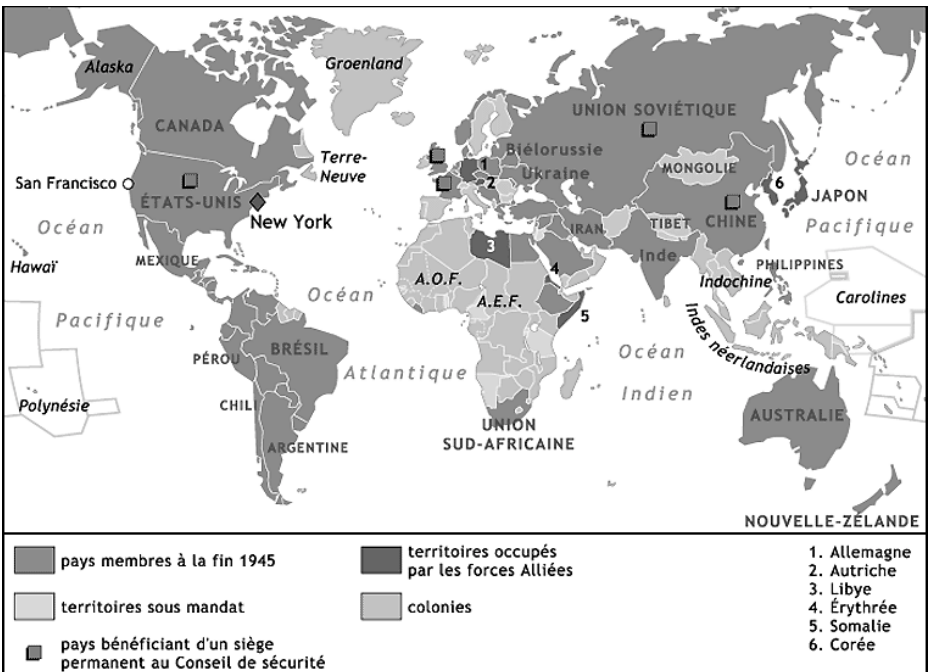 Alaska
Groenland
CANADA
UNION SOVIÉTIQUE
Biélorussie
Ukraine
MONGOLIE
Océan
Terre-
Neuve
San Francisco
ÉTATS-UNIS
New York
1
2
6
JAPON
CHINE
TIBET
IRAN
Inde
Océan
Pacifique
Hawaï
MEXIQUE
Océan
Pacifique
Atlantique
A.O.F.
A.E.F.
3
4
5
PHILIPPINES
Indochine
Carolines
Indes néerlandaises
Océan
Indien
PÉROU
BRÉSIL
CHILI
ARGENTINE
Polynésie
UNION
SUD-AFRICAINE
AUSTRALIE
NOUVELLE-ZÉLANDE
pays membres à la fin 1945
territoires sous mandat
pays bénéficiant d'un siège
permanent au Conseil de sécurité
territoires occupés
par les forces Alliées
colonies
1. Allemagne
2. Autriche
3. Libye
4. Érythrée
5. Somalie
6. Corée